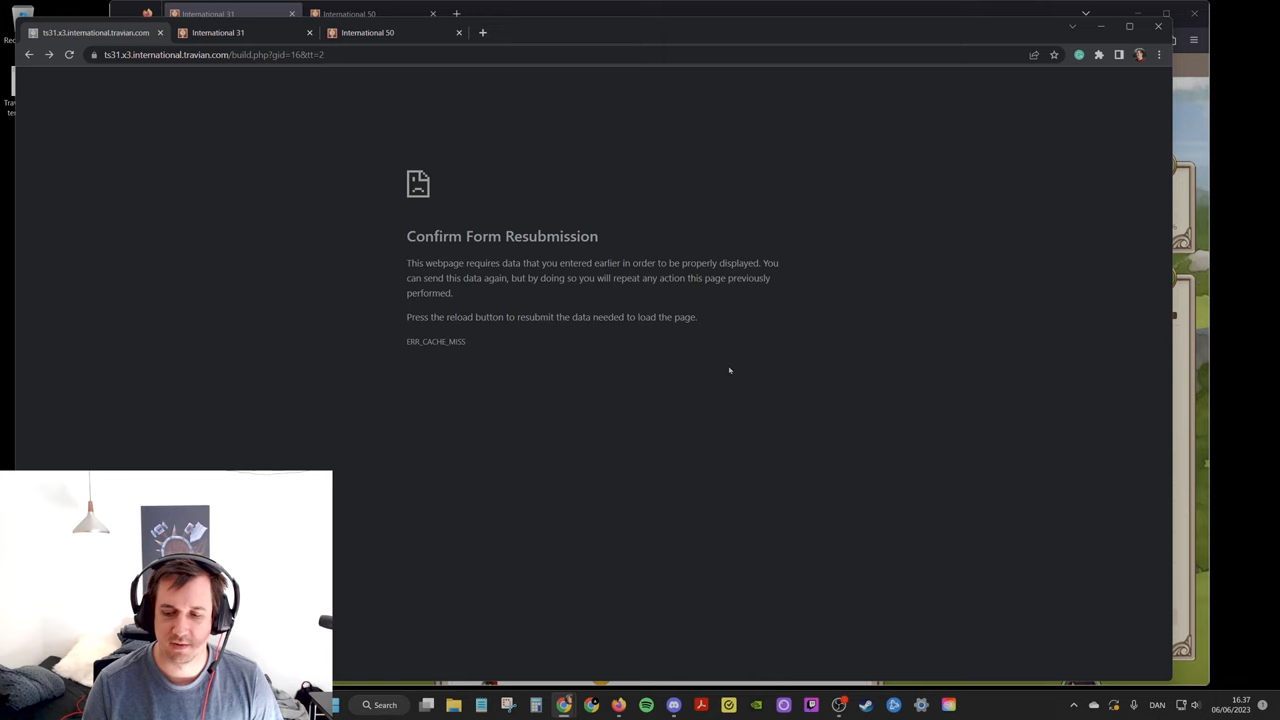 International 31
International 50
ts31.x3.international.travian.com
International 31
International 50
ts31.x3.international.travian.com/build.php?gid=16&tt=2
Confirm Form Resubmission
This webpage requires data that you entered earlier in order to be properly displayed. You
can send this data again, but by doing so you will repeat any action this page previously
performed.
Press the reload button to resubmit the data needed to load the page.
ERR_CACHE_MISS
Search
DAN
16.37
06/06/2023